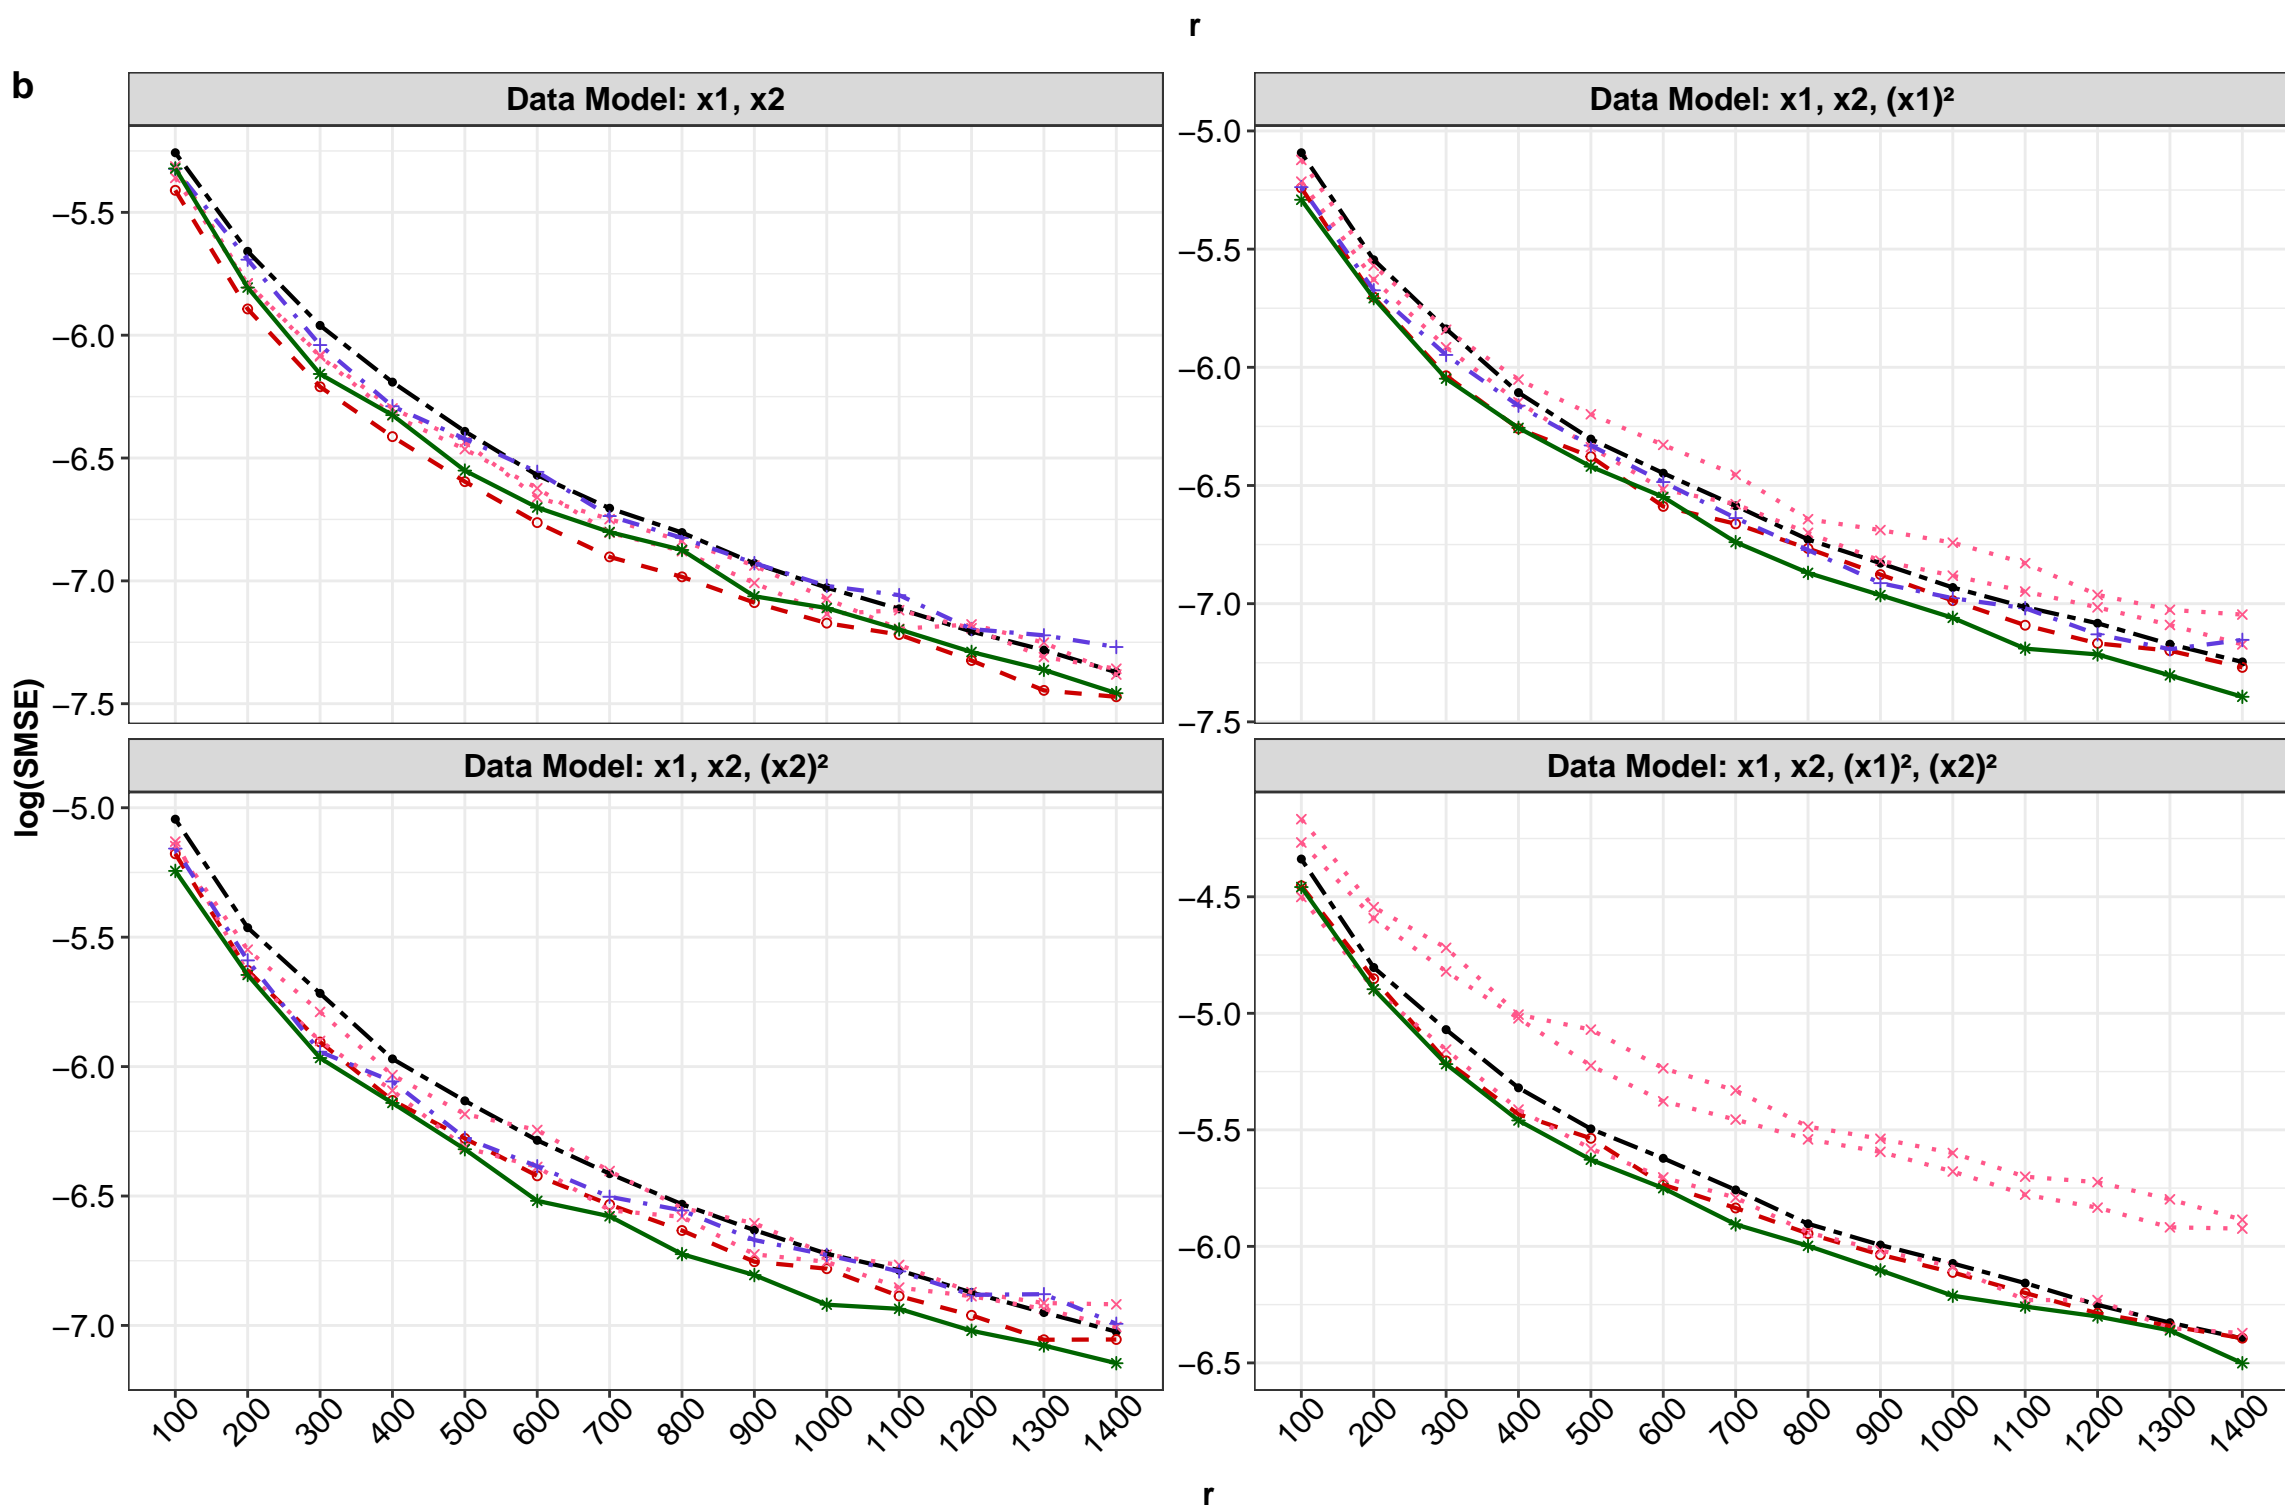 r
b
Data Model: x1, x2
Data Model: x1, x2, (x1)²
−5.5
−6.0
−6.5
−7.0
−7.5
−5.0
−5.5
−6.0
−6.5
−7.0
−7.5
log(SMSE)
Data Model: x1, x2, (x2)²
Data Model: x1, x2, (x1)², (x2)²
−5.0
−5.5
−6.0
−6.5
−7.0
−4.5
−5.0
−5.5
−6.0
−6.5
100 200 300 400 500 600 700 800 900 1000 1100 1200 1300 1400
100 200 300 400 500 600 700 800 900 1000 1100 1200 1300 1400
r